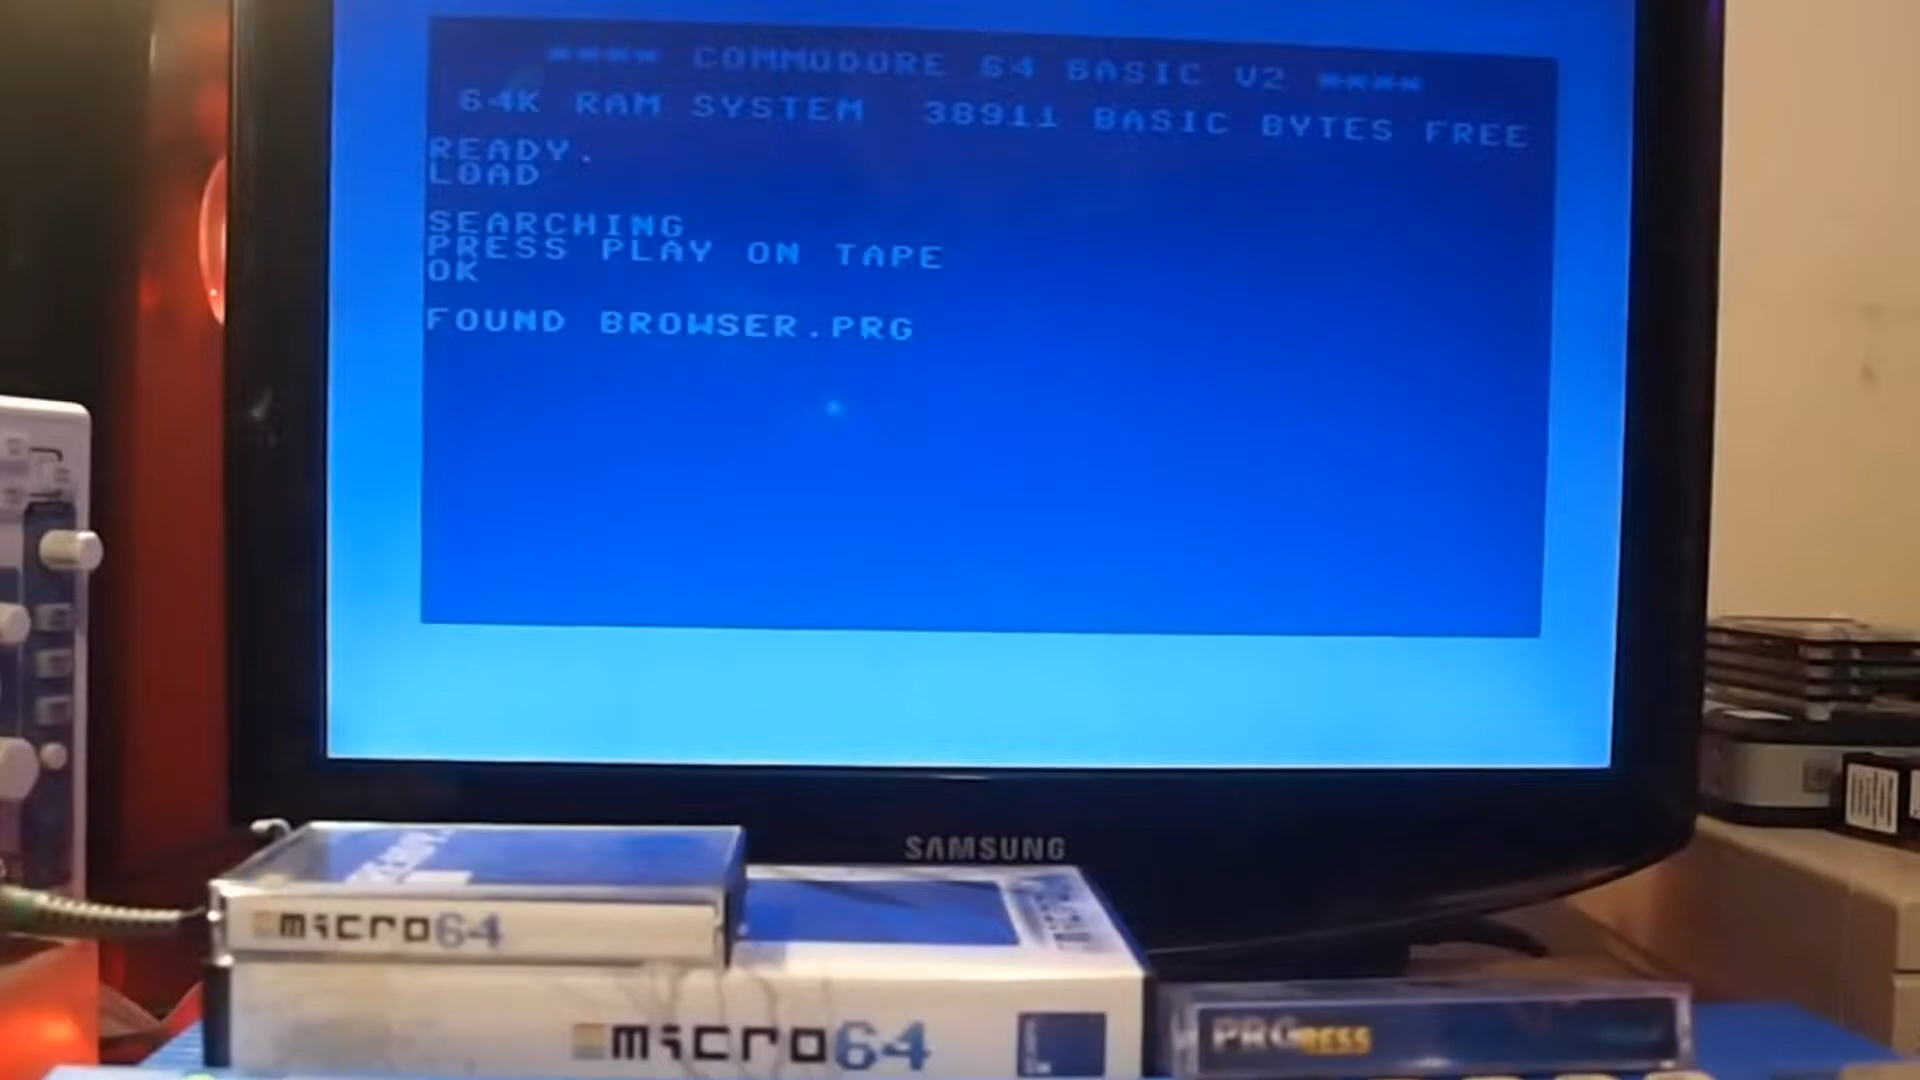 **** COMMODORE 64 BASIC V2 ****
64K RAM SYSTEM 38911 BASIC BYTES FREE
READY.
LOAD
SEARCHING
PRESS PLAY ON TAPE
OK
FOUND BROWSER.PRG
SAMSUNG
micro64
micro64
PROGRESS